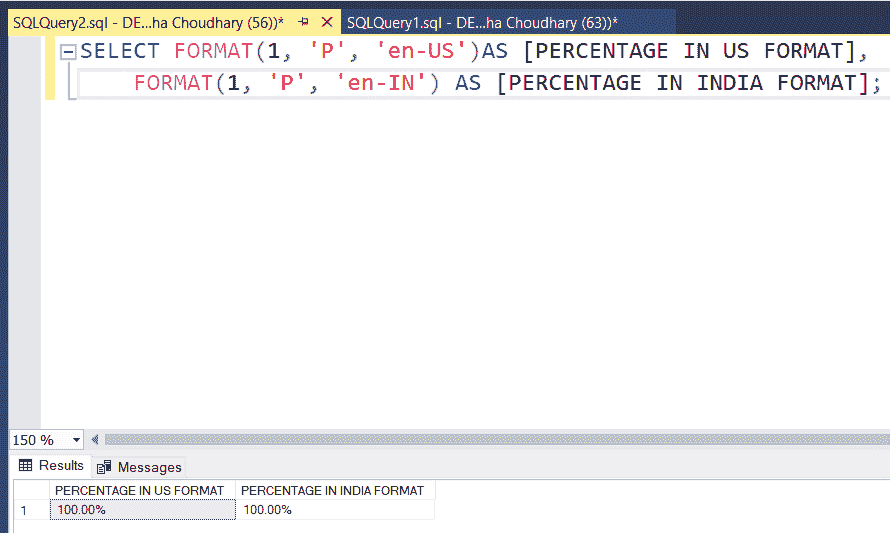 SQLQuery2.sql - DE...ha Choudhary (56))* SQLQuery1.sql - DE...ha Choudhary (63))*
SELECT FORMAT(1, 'P', 'en-US')AS [PERCENTAGE IN US FORMAT],
FORMAT(1, 'P', 'en-IN') AS [PERCENTAGE IN INDIA FORMAT];
150 %
Results Messages
PERCENTAGE IN US FORMAT PERCENTAGE IN INDIA FORMAT
1 100.00% 100.00%